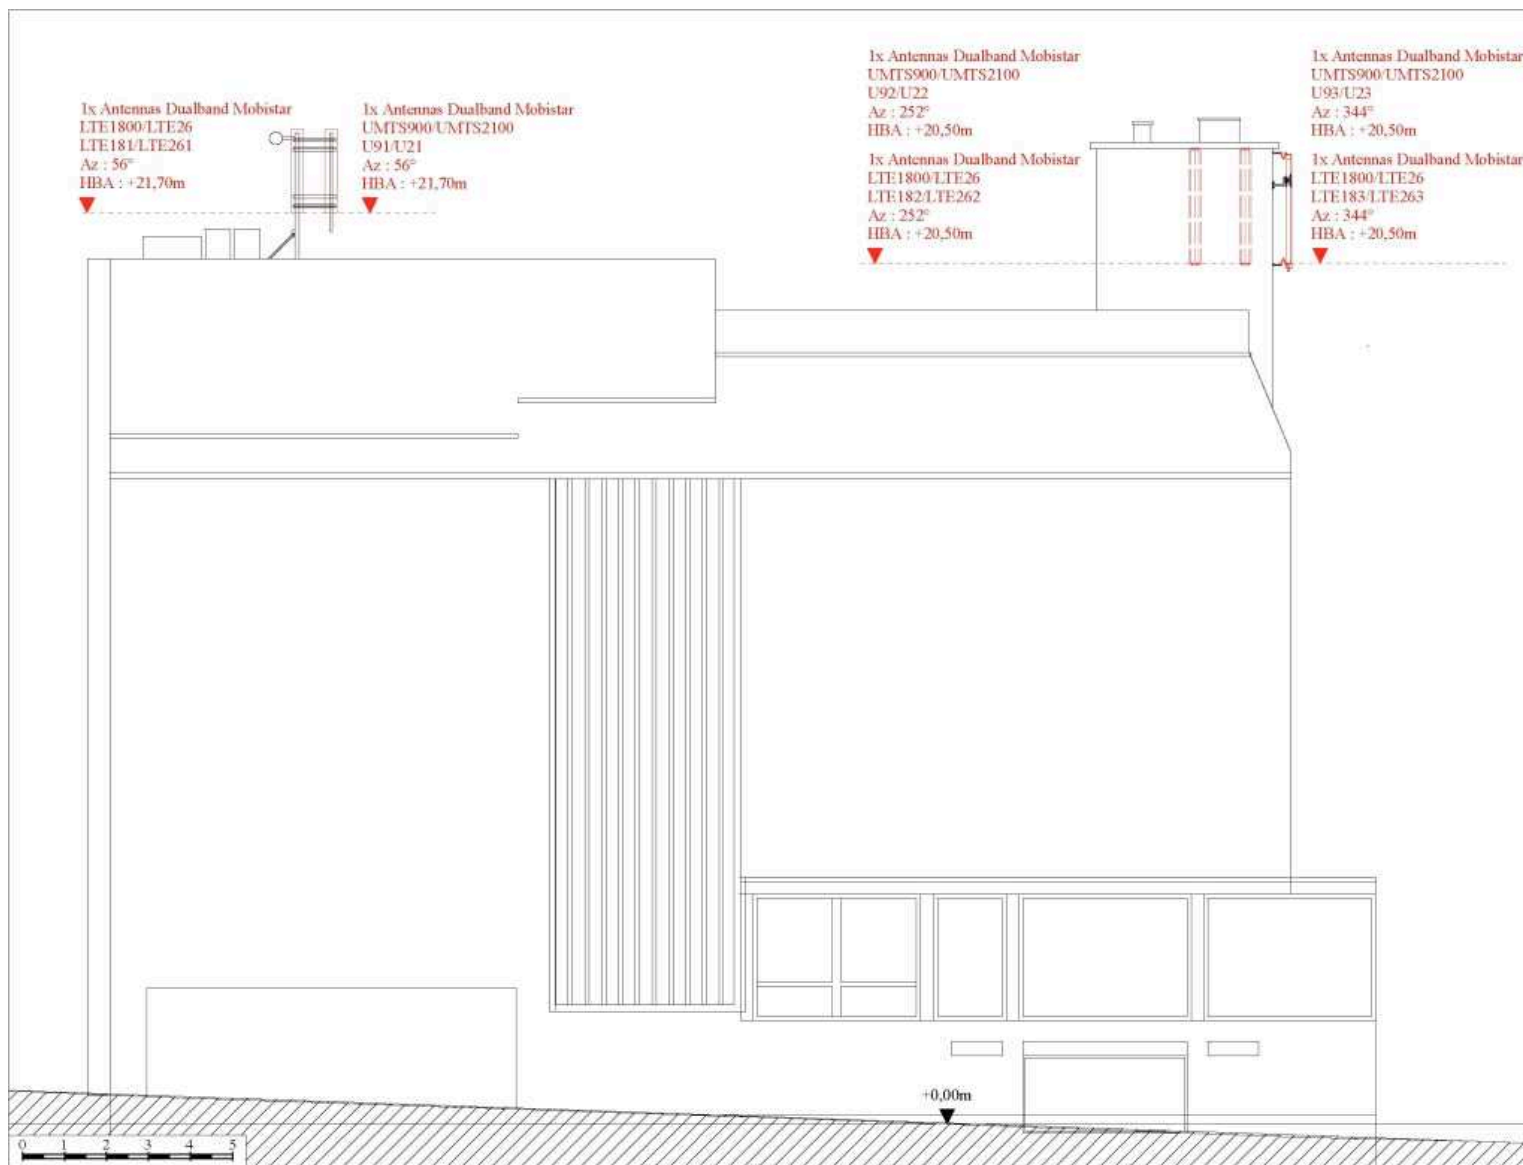 1x Antennas Dualband Mobistar
LTE1800/LTE26
LTE181/LTE261
Az : 56°
HBA : +21,70m
1x Antennas Dualband Mobistar
UMTS900/UMTS2100
U91/U21
Az : 56°
HBA : +21,70m
1x Antennas Dualband Mobistar
UMTS900/UMTS2100
U92/U22
Az : 252°
HBA : +20,50m
1x Antennas Dualband Mobistar
LTE1800/LTE26
LTE182/LTE262
Az : 252°
HBA : +20,50m
1x Antennas Dualband Mobistar
UMTS900/UMTS2100
U93/U23
Az : 344°
HBA : +20,50m
1x Antennas Dualband Mobistar
LTE1800/LTE26
LTE183/LTE263
Az : 344°
HBA : +20,50m
+0,00m
0 1 2 3 4 5